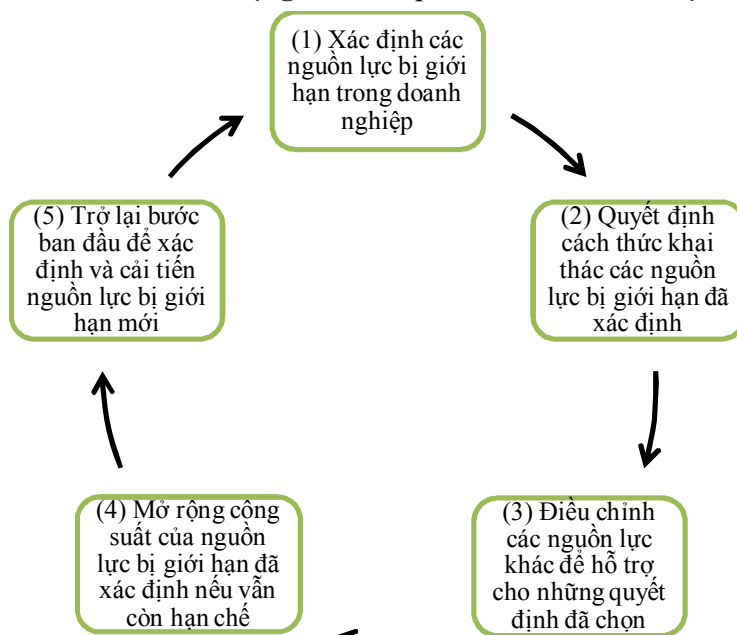 (1) Xác định các
nguồn lực bị giới
hạn trong doanh
nghiệp
(2) Quyết định
cách thức khai
thác các nguồn
lực bị giới hạn đã
xác định
(3) Điều chỉnh
các nguồn lực
khác để hỗ trợ
cho những quyết
định đã chọn
(4) Mở rộng công
suất của nguồn
lực bị giới hạn đã
xác định nếu vẫn
còn hạn chế
(5) Trở lại bước
ban đầu để xác
định và cải tiến
nguồn lực bị giới
hạn mới